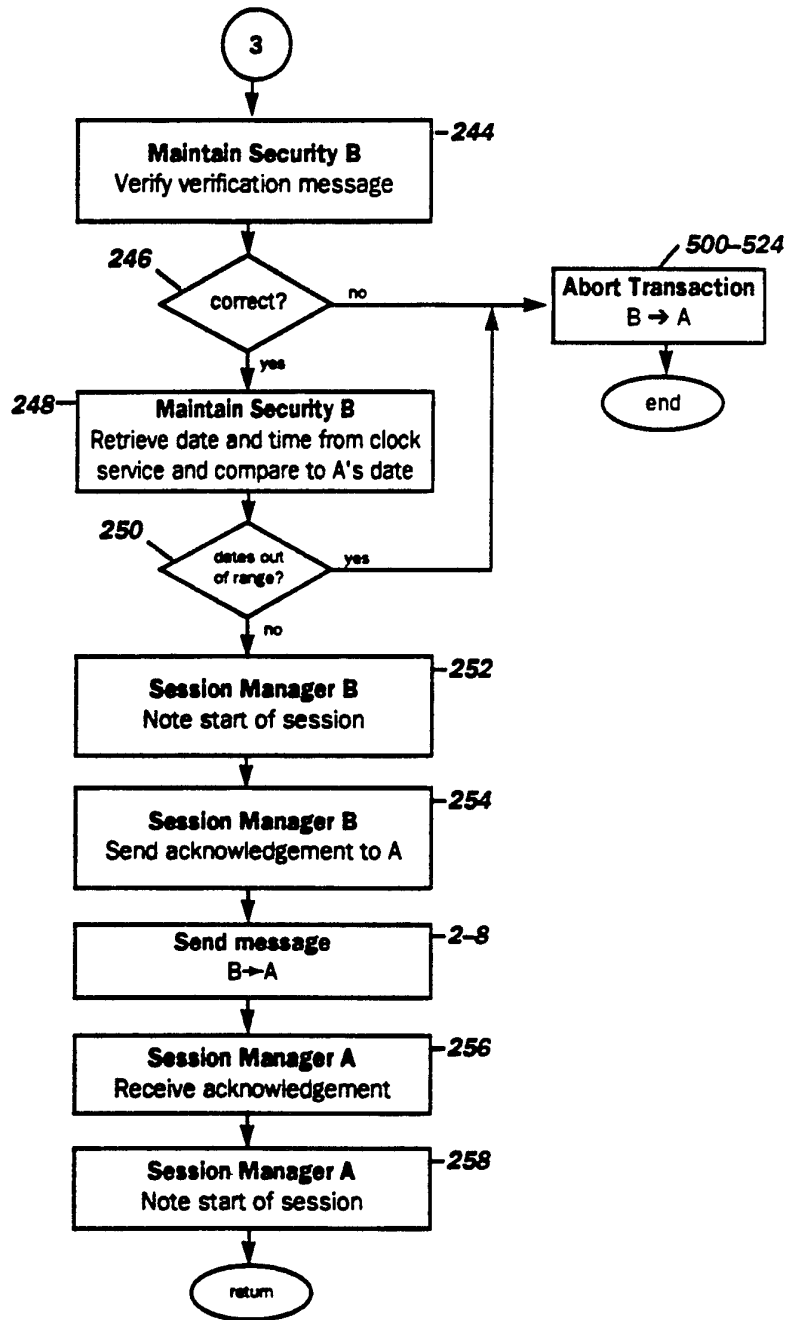 3
244
Maintain Security B
Verify verification message
246
correct?
no
yes
500–524
Abort Transaction
B → A
end
248
Maintain Security B
Retrieve date and time from clock
service and compare to A's date
250
dates out
of range?
yes
no
252
Session Manager B
Note start of session
254
Session Manager B
Send acknowledgement to A
2–8
Send message
B→A
256
Session Manager A
Receive acknowledgement
258
Session Manager A
Note start of session
return